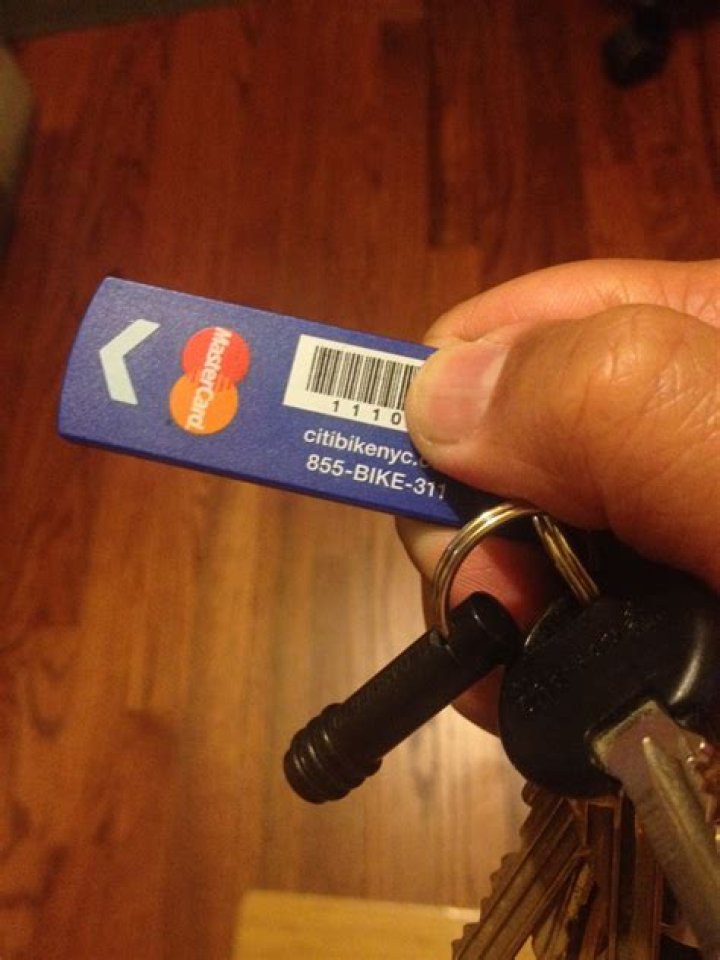 MasterCard
1110
citibikenyc.
855-BIKE-311